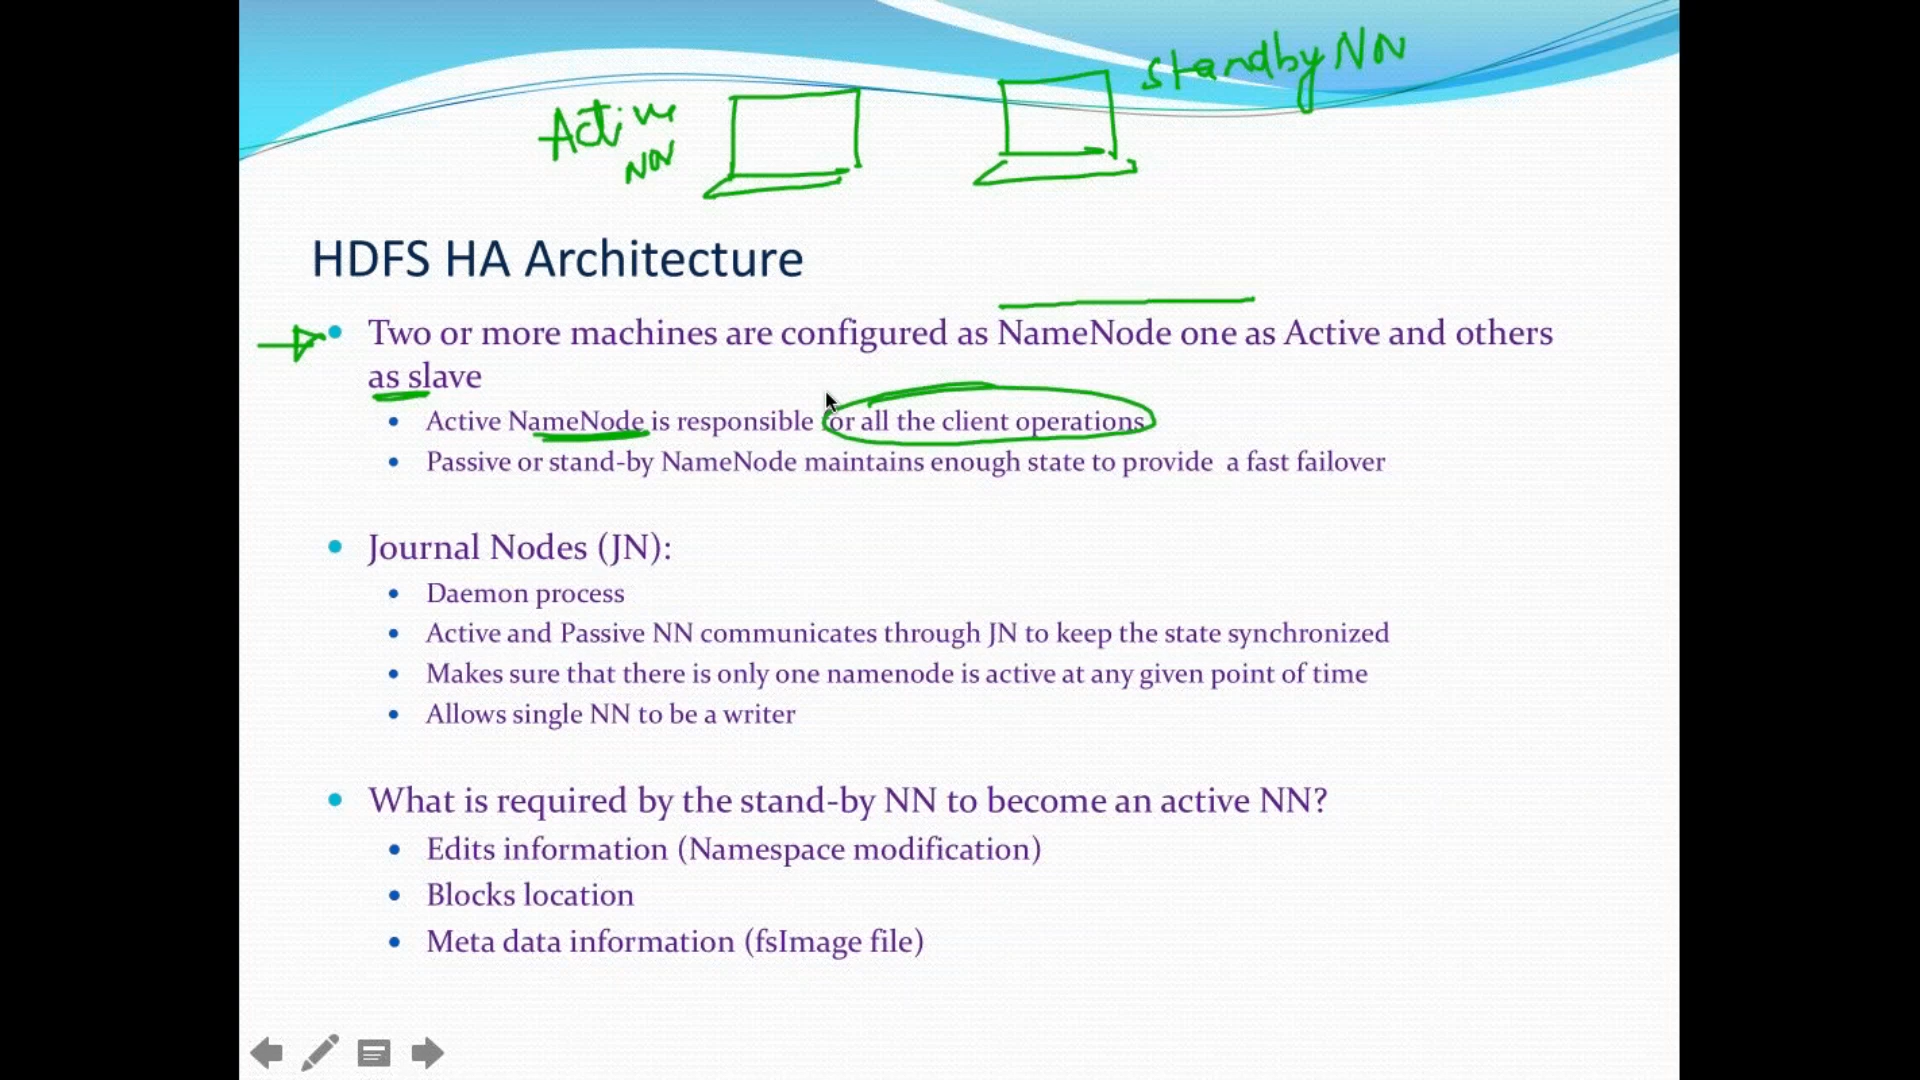 Standby NN
Active
NN
HDFS HA Architecture
Two or more machines are configured as NameNode one as Active and others
as slave
Active NameNode is responsible for all the client operations
Passive or stand-by NameNode maintains enough state to provide a fast failover
Journal Nodes (JN):
Daemon process
Active and Passive NN communicates through JN to keep the state synchronized
Makes sure that there is only one namenode is active at any given point of time
Allows single NN to be a writer
What is required by the stand-by NN to become an active NN?
Edits information (Namespace modification)
Blocks location
Meta data information (fsImage file)